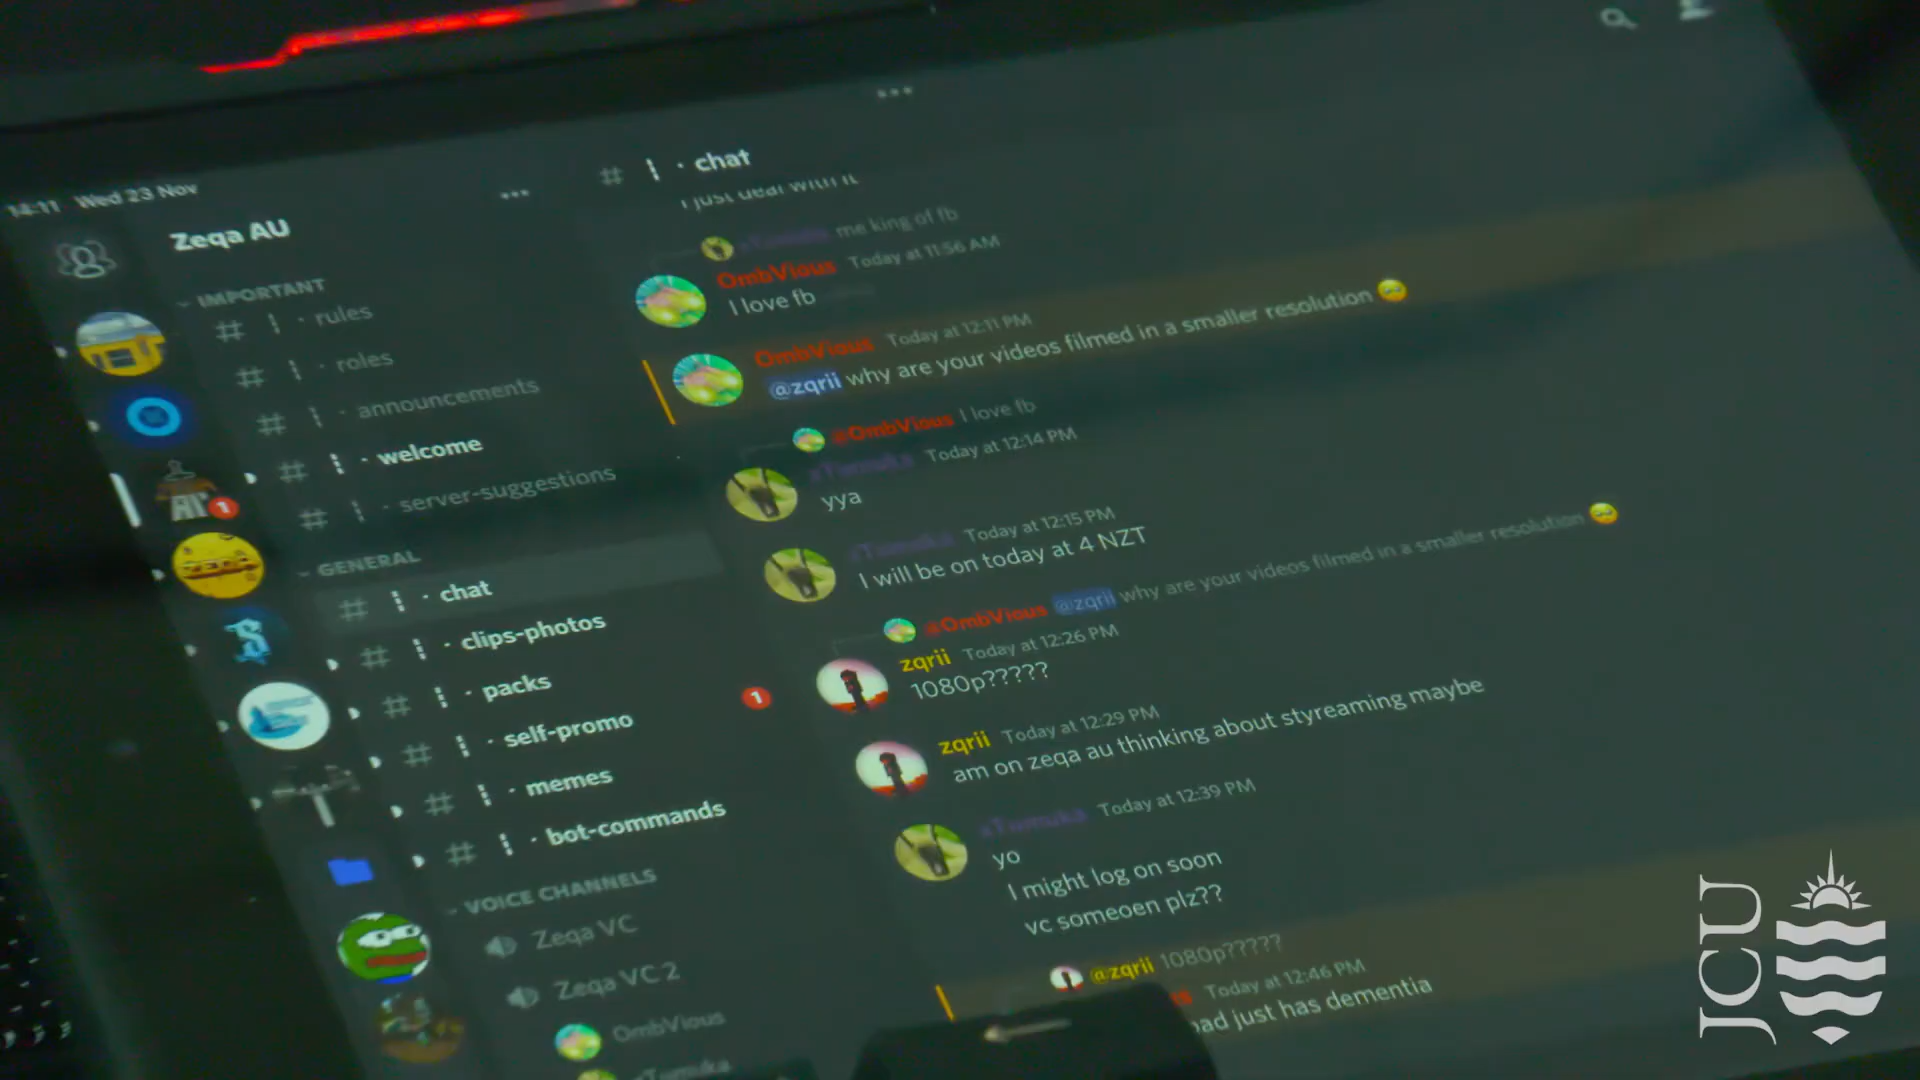 14:11 Wed 23 Nov
Zeqa AU
IMPORTANT
rules
roles
announcements
welcome
server-suggestions
GENERAL
chat
clips-photos
packs
self-promo
1
memes
bot-commands
VOICE CHANNELS
Zeqa VC
Zeqa VC 2
OmbVious
1
# chat
I just deal with it
me king of fb
OmbVious Today at 11:56 AM
I love fb
OmbVious Today at 12:11 PM
@zqrii why are your videos filmed in a smaller resolution
@OmbVious I love fb
Today at 12:14 PM
yya
Today at 12:15 PM
I will be on today at 4 NZT
@OmbVious @zqrii why are your videos filmed in a smaller resolution
zqrii Today at 12:26 PM
1080p?????
zqrii Today at 12:29 PM
am on zeqa au thinking about styreaming maybe
Today at 12:39 PM
yo
I might log on soon
vc someoen plz??
@zqrii 1080p?????
Today at 12:46 PM
just has dementia
JCU